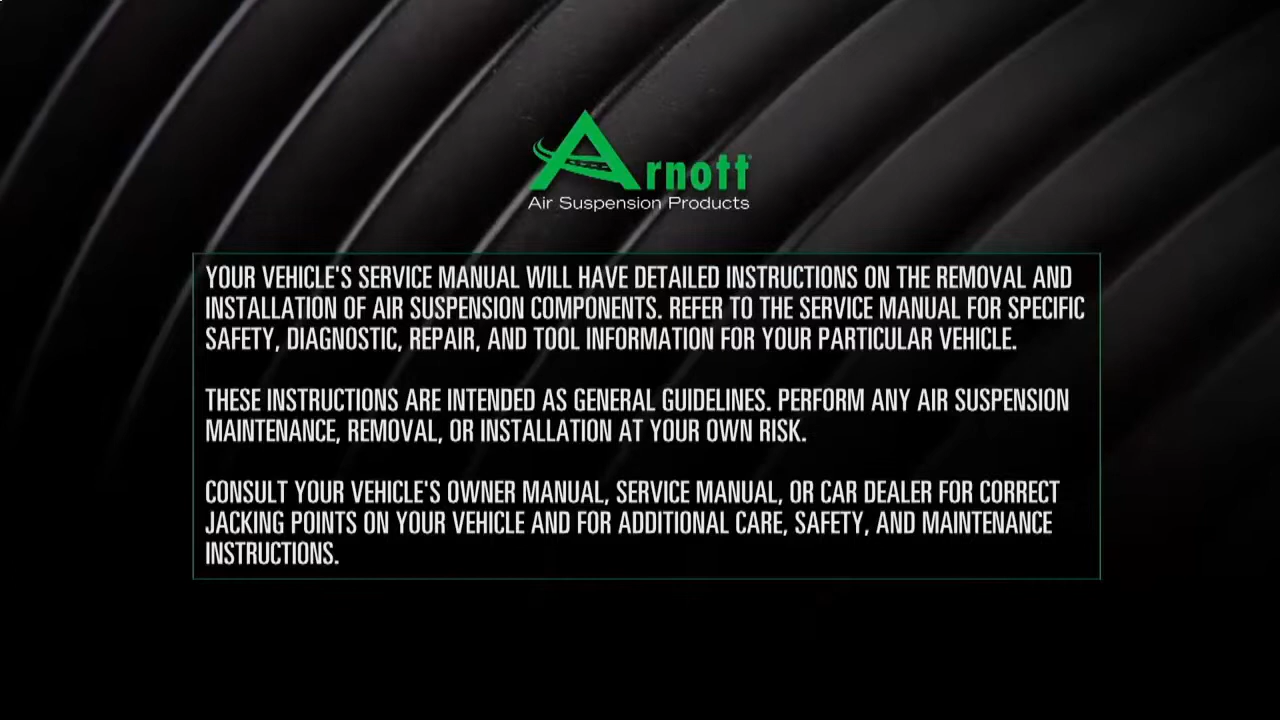 Arnott®
Air Suspension Products
YOUR VEHICLE'S SERVICE MANUAL WILL HAVE DETAILED INSTRUCTIONS ON THE REMOVAL AND
INSTALLATION OF AIR SUSPENSION COMPONENTS. REFER TO THE SERVICE MANUAL FOR SPECIFIC
SAFETY, DIAGNOSTIC, REPAIR, AND TOOL INFORMATION FOR YOUR PARTICULAR VEHICLE.
THESE INSTRUCTIONS ARE INTENDED AS GENERAL GUIDELINES. PERFORM ANY AIR SUSPENSION
MAINTENANCE, REMOVAL, OR INSTALLATION AT YOUR OWN RISK.
CONSULT YOUR VEHICLE'S OWNER MANUAL, SERVICE MANUAL, OR CAR DEALER FOR CORRECT
JACKING POINTS ON YOUR VEHICLE AND FOR ADDITIONAL CARE, SAFETY, AND MAINTENANCE
INSTRUCTIONS.